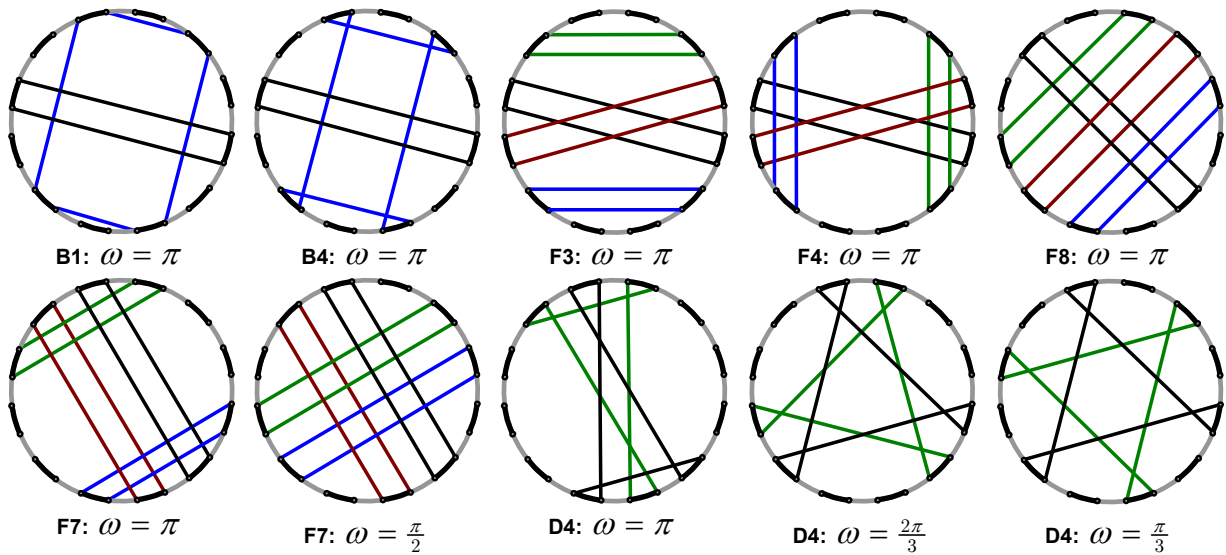 B1: ω = π B4: ω = π F3: ω = π F4: ω = π F8: ω = π
F7: ω = π F7: ω = π/2 D4: ω = π D4: ω = 2π/3 D4: ω = π/3